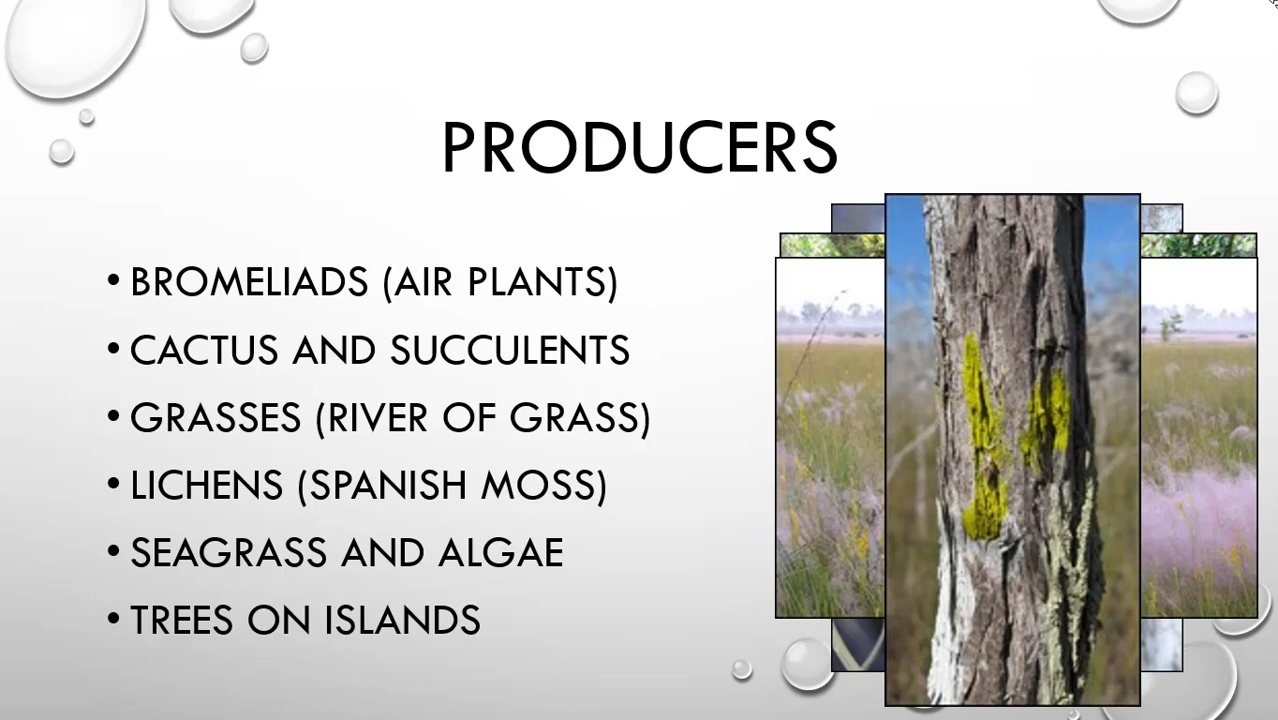 PRODUCERS
• BROMELIADS (AIR PLANTS)
• CACTUS AND SUCCULENTS
• GRASSES (RIVER OF GRASS)
• LICHENS (SPANISH MOSS)
• SEAGRASS AND ALGAE
• TREES ON ISLANDS